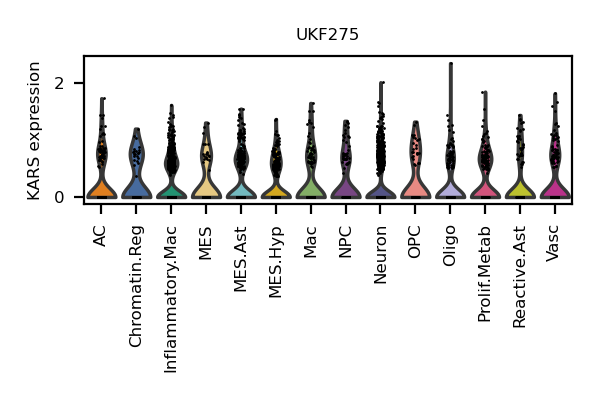 UKF275
KARS expression
2
0
AC
Chromatin.Reg
Inflammatory.Mac
MES
MES.Ast
MES.Hyp
Mac
NPC
Neuron
OPC
Oligo
Prolif.Metab
Reactive.Ast
Vasc